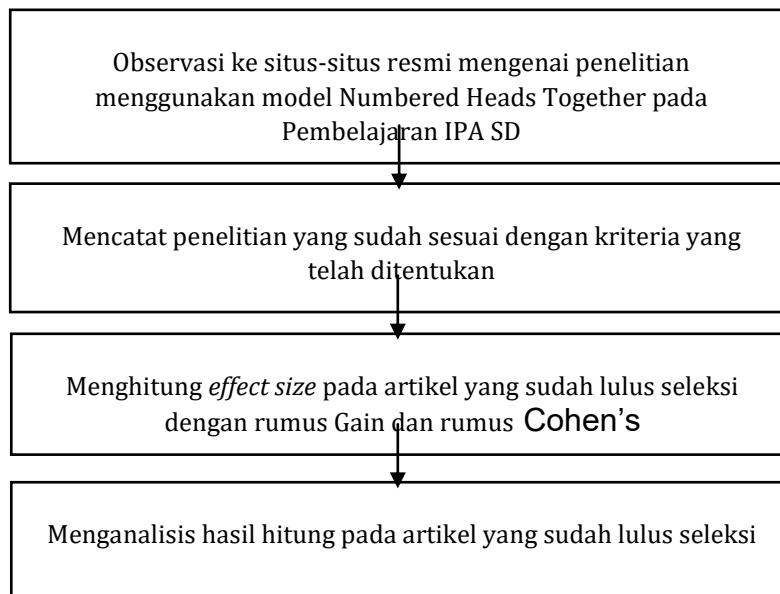 Observasi ke situs-situs resmi mengenai penelitian
menggunakan model Numbered Heads Together pada
Pembelajaran IPA SD
Mencatat penelitian yang sudah sesuai dengan kriteria yang
telah ditentukan
Menghitung effect size pada artikel yang sudah lulus seleksi
dengan rumus Gain dan rumus Cohen’s
Menganalisis hasil hitung pada artikel yang sudah lulus seleksi